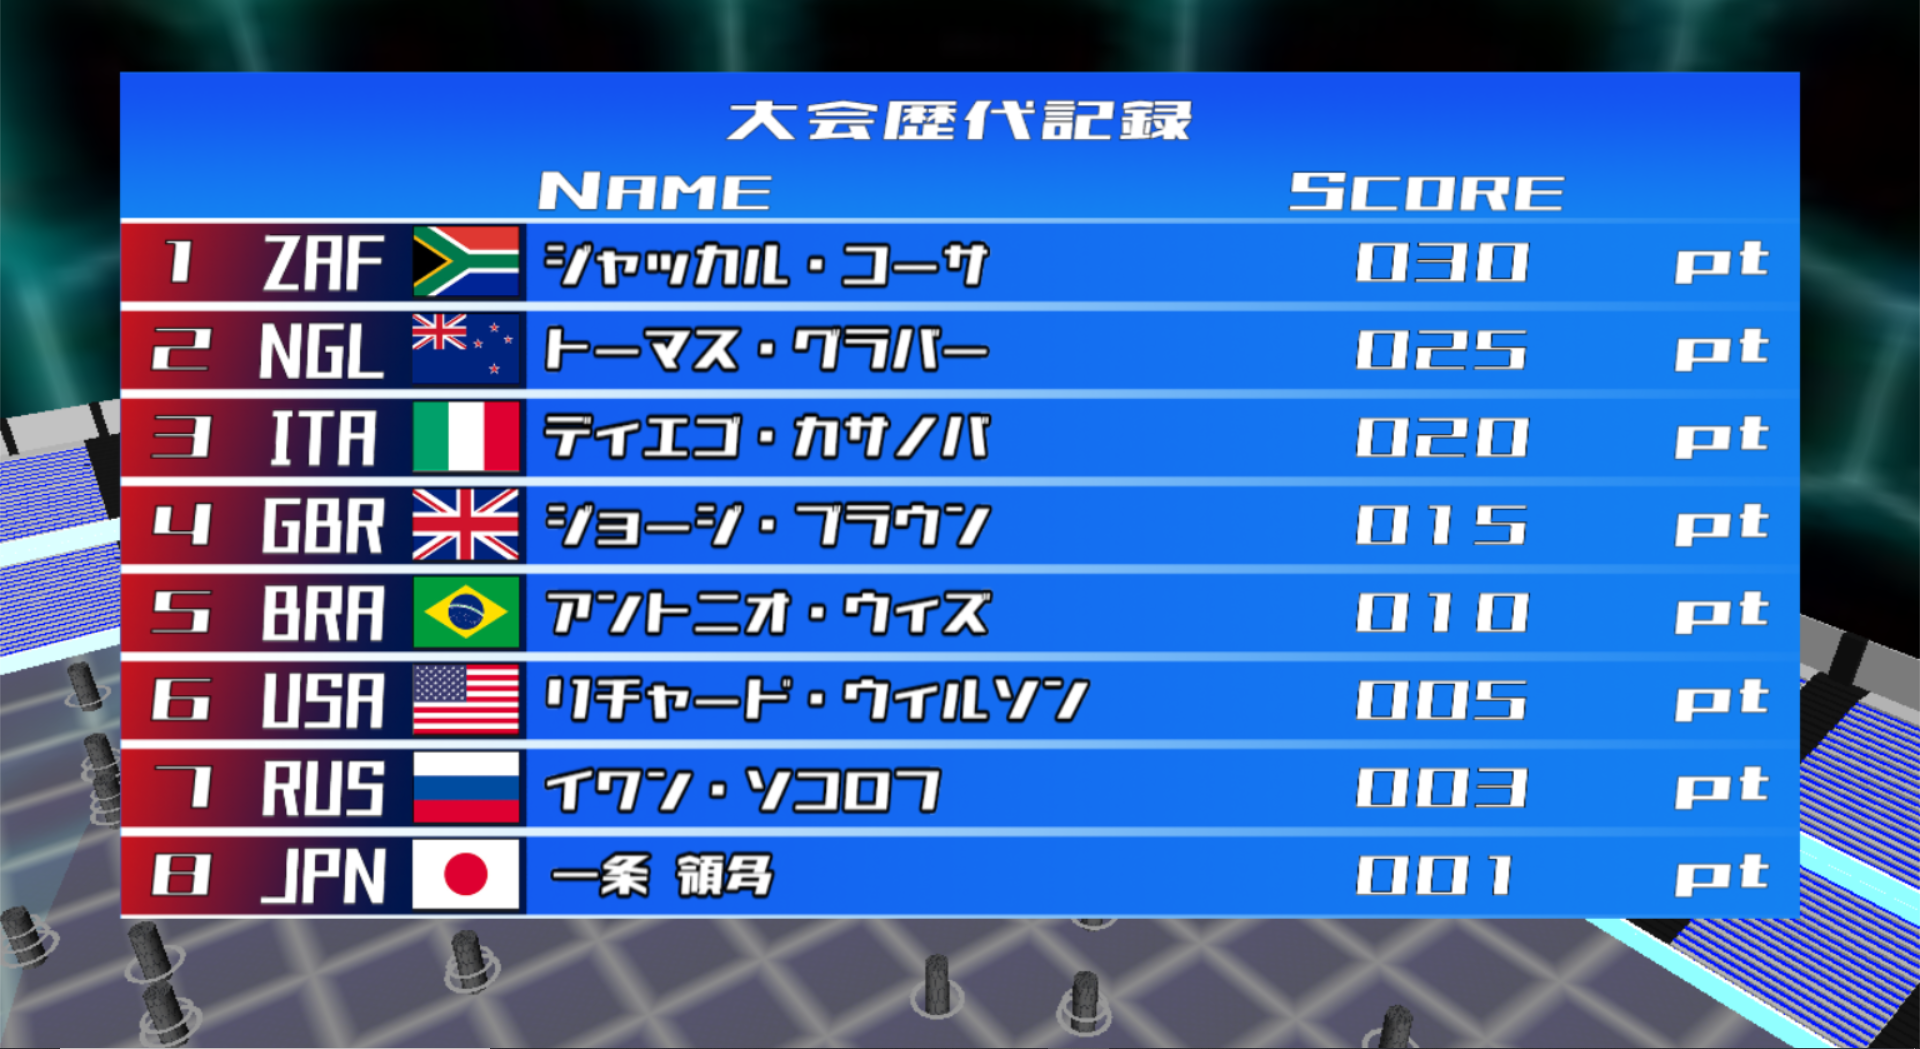 大会歴代記録
NAME SCORE
1 ZAF ジャッカル・コーサ 030 pt
2 NGL トーマス・グラバー 025 pt
3 ITA ディエゴ・カサノバ 020 pt
4 GBR ジョージ・ブラウン 015 pt
5 BRA アントニオ・ウィズ 010 pt
6 USA リチャード・ウィルソン 005 pt
7 RUS イワン・ソコロフ 003 pt
8 JPN 一条 領多 001 pt